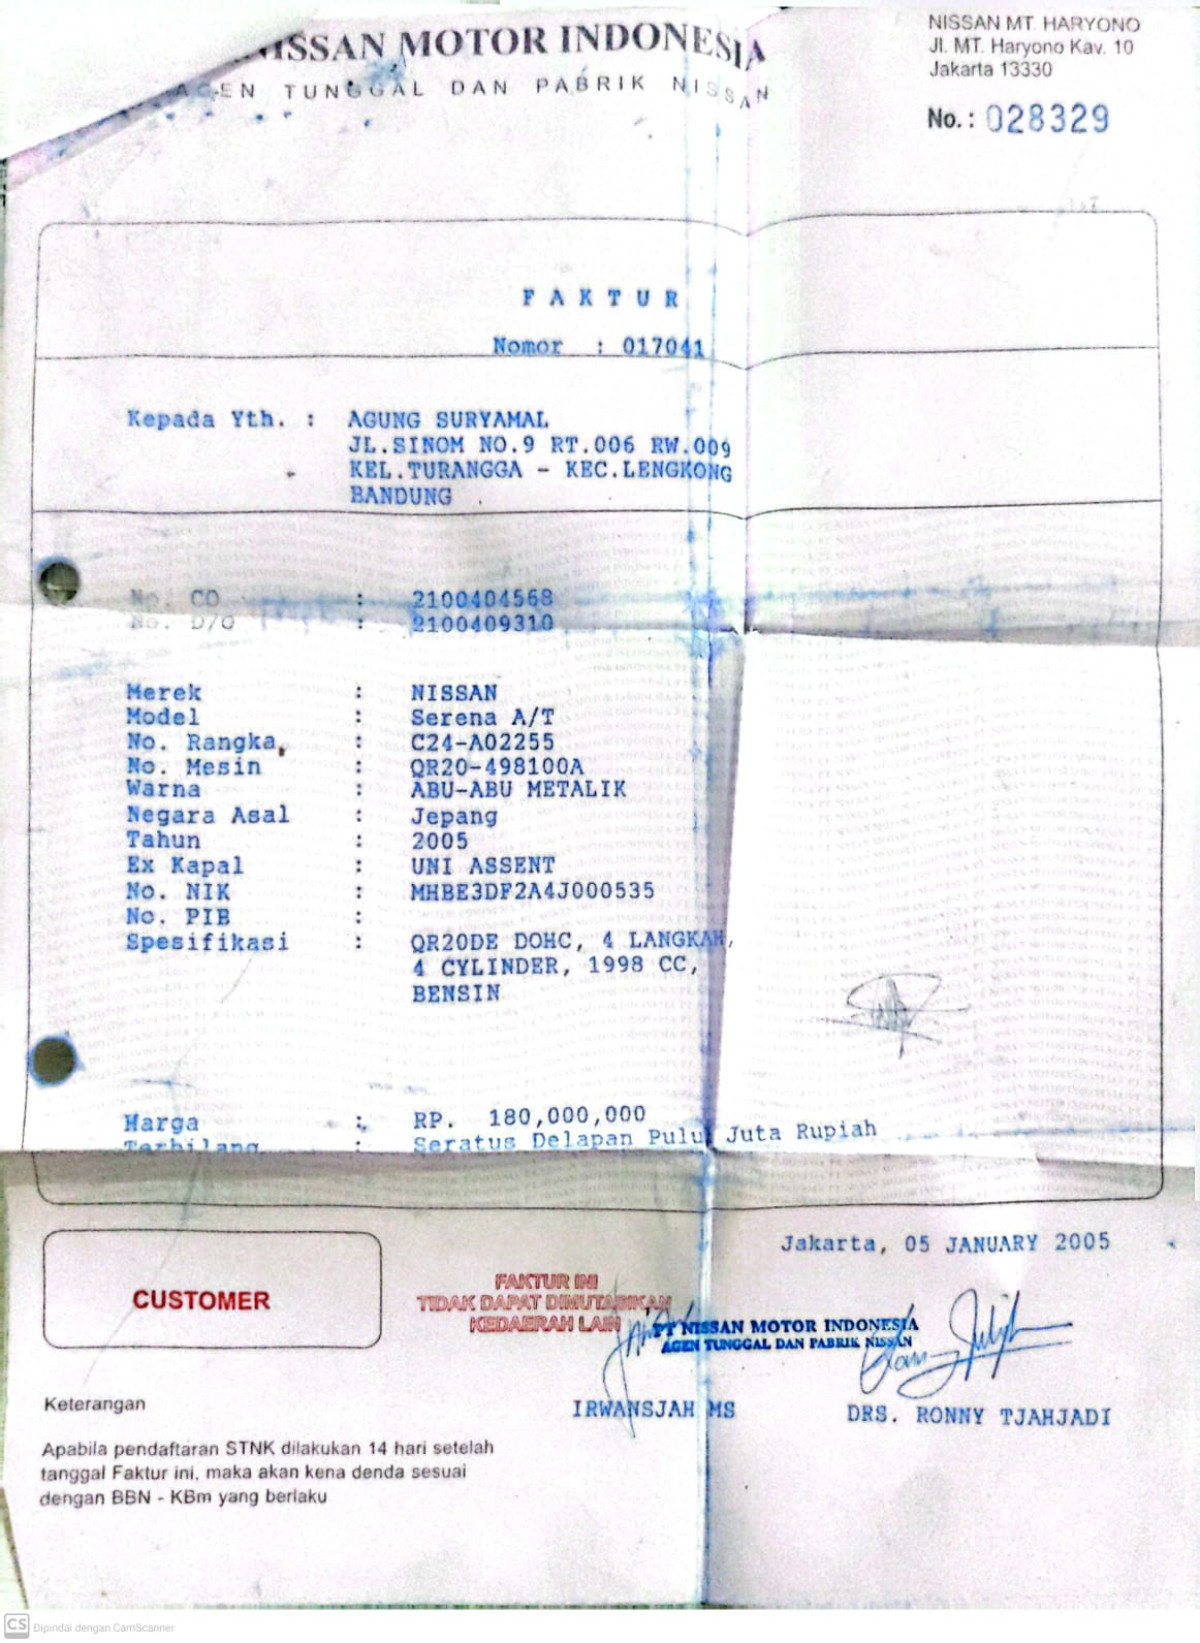 NISSAN MOTOR INDONESIA
AGEN TUNGGAL DAN PABRIK NISSAN
NISSAN MT. HARYONO
Jl. MT. Haryono Kav. 10
Jakarta 13330
No.: 028329
FAKTUR
Nomor : 017041
Kepada Yth. : AGUNG SURYAMAL
JL.SINOM NO.9 RT.006 RW.009
KEL.TURANGGA - KEC.LENGKONG
BANDUNG
No. CO : 2100404568
No. D/O : 2100409310
Merek : NISSAN
Model : Serena A/T
No. Rangka : C24-A02255
No. Mesin : QR20-498100A
Warna : ABU-ABU METALIK
Negara Asal : Jepang
Tahun : 2005
Ex Kapal : UNI ASSENT
No. NIK : MHBE3DF2A4J000535
No. PIB :
Spesifikasi : QR20DE DOHC, 4 LANGKAH,
4 CYLINDER, 1998 CC,
BENSIN
Harga : RP. 180,000,000
Terbilang : Seratus Delapan Puluh Juta Rupiah
Jakarta, 05 JANUARY 2005
CUSTOMER
FAKTUR INI
TIDAK DAPAT DIMUTASIKAN
KEDAERAH LAIN
PT NISSAN MOTOR INDONESIA
AGEN TUNGGAL DAN PABRIK NISSAN
IRWANSJAH MS
DRS. RONNY TJAHJADI
Keterangan
Apabila pendaftaran STNK dilakukan 14 hari setelah
tanggal Faktur ini, maka akan kena denda sesuai
dengan BBN - KBm yang berlaku
CS Dipindai dengan CamScanner